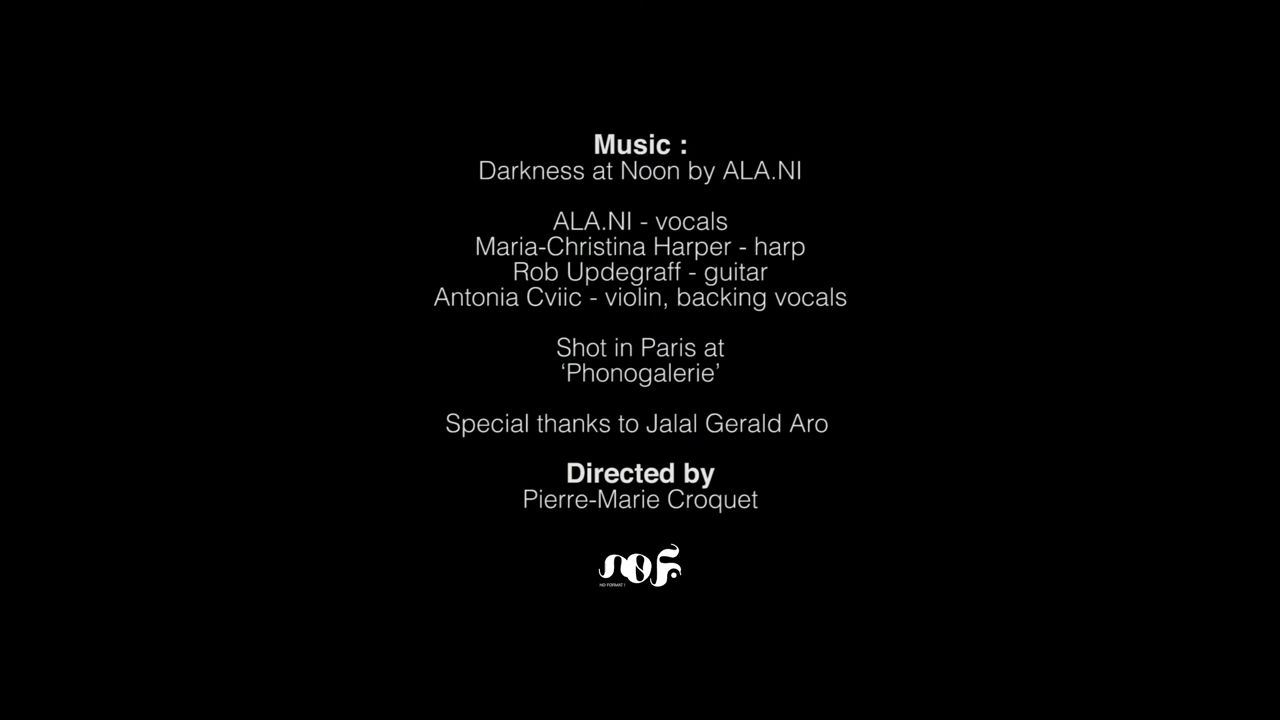 Music :
Darkness at Noon by ALA.NI
ALA.NI - vocals
Maria-Christina Harper - harp
Rob Updegraff - guitar
Antonia Cviic - violin, backing vocals
Shot in Paris at
‘Phonogalerie’
Special thanks to Jalal Gerald Aro
Directed by
Pierre-Marie Croquet
nof.
NO FORMAT !